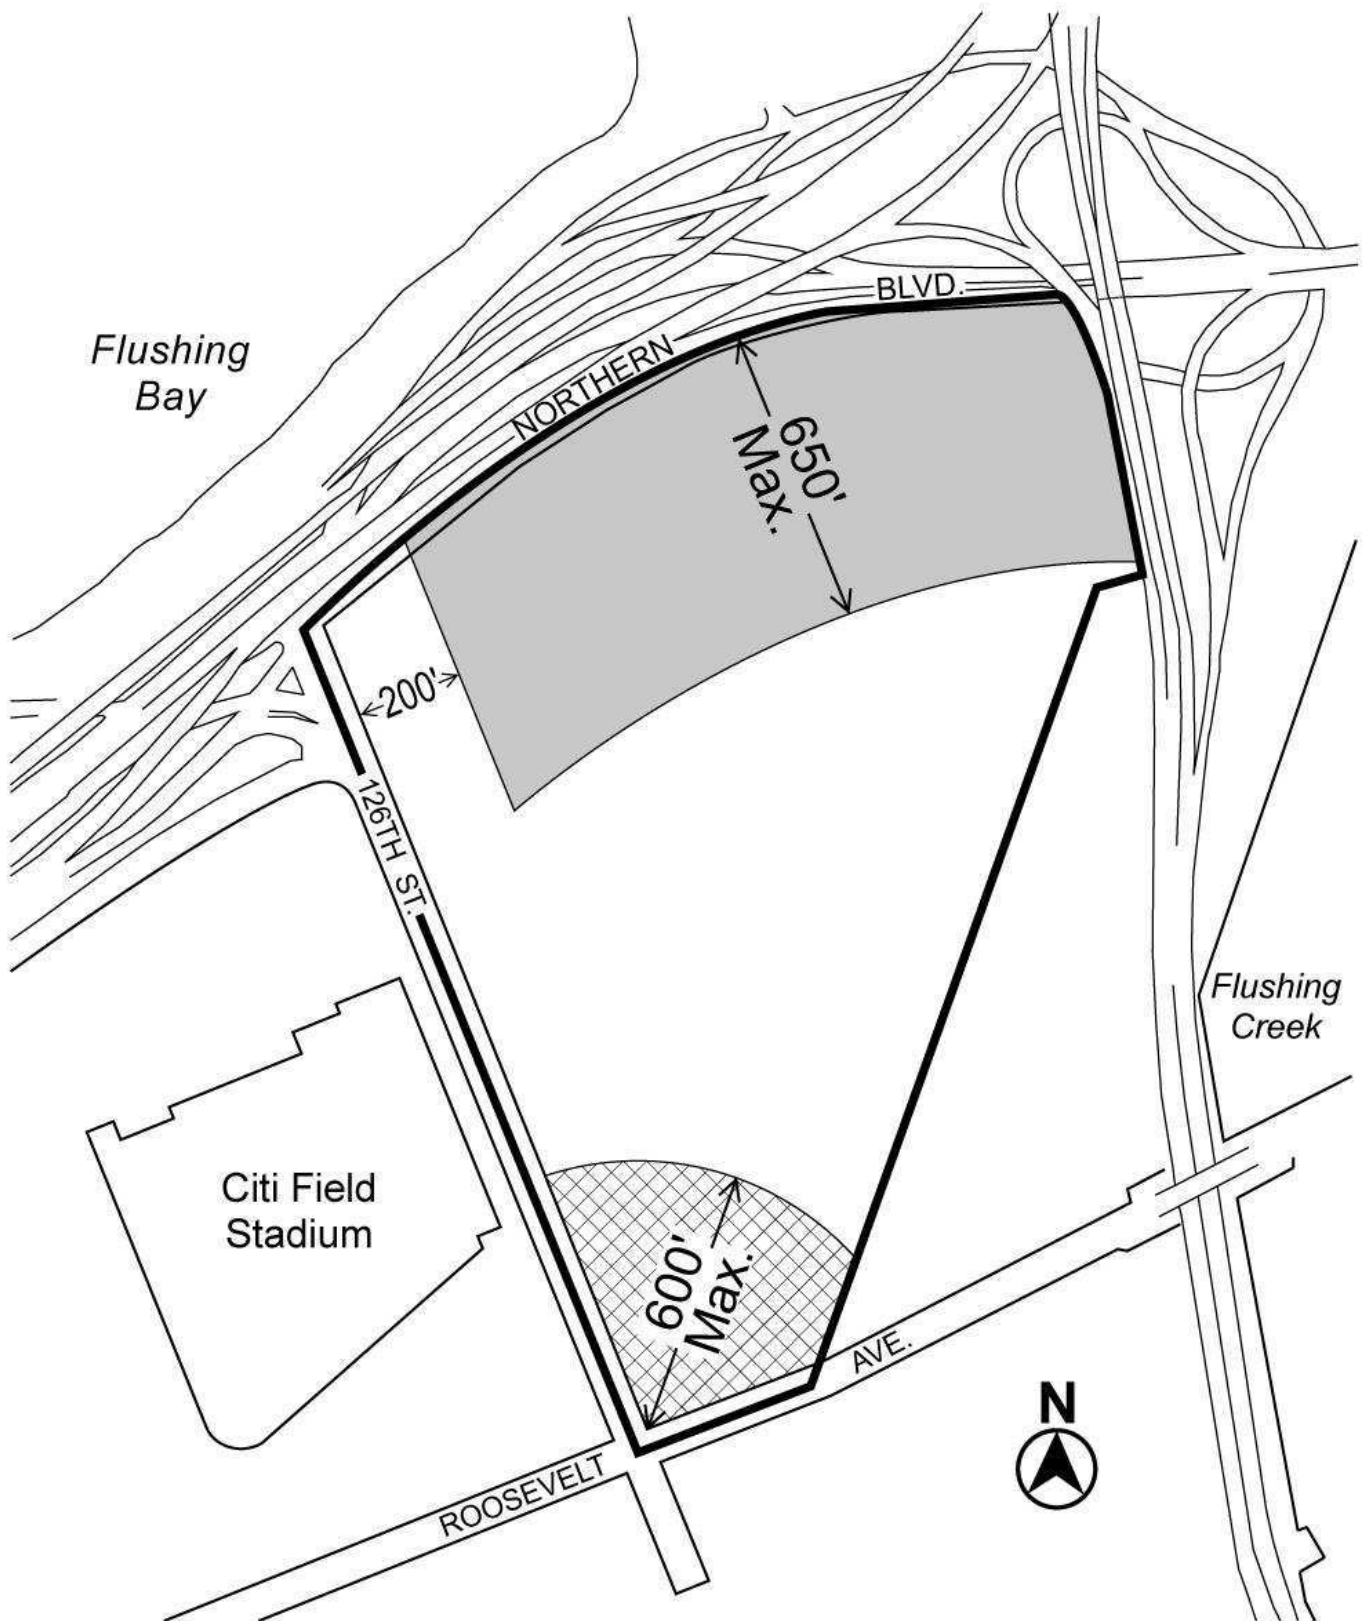 BLVD.
NORTHERN
Flushing
Bay
650'
Max.
200'
126TH ST.
Flushing
Creek
Citi Field
Stadium
600'
Max.
AVE.
N
ROOSEVELT